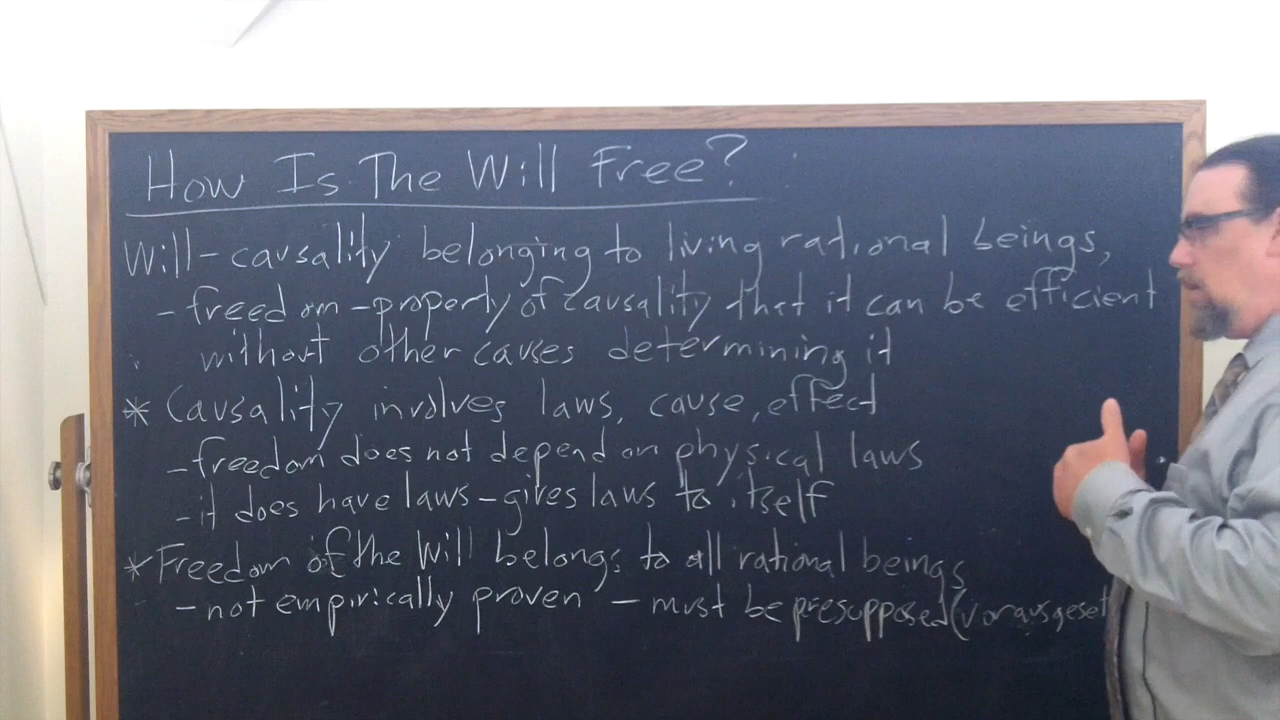 How Is The Will Free?
Will - causality belonging to living rational beings,
- freedom - property of causality that it can be efficient
without other causes determining it
* Causality involves laws, cause, effect
- freedom does not depend on physical laws
- it does have laws - gives laws to itself
* Freedom of the Will belongs to all rational beings
- not empirically proven - must be presupposed (vorausgeset